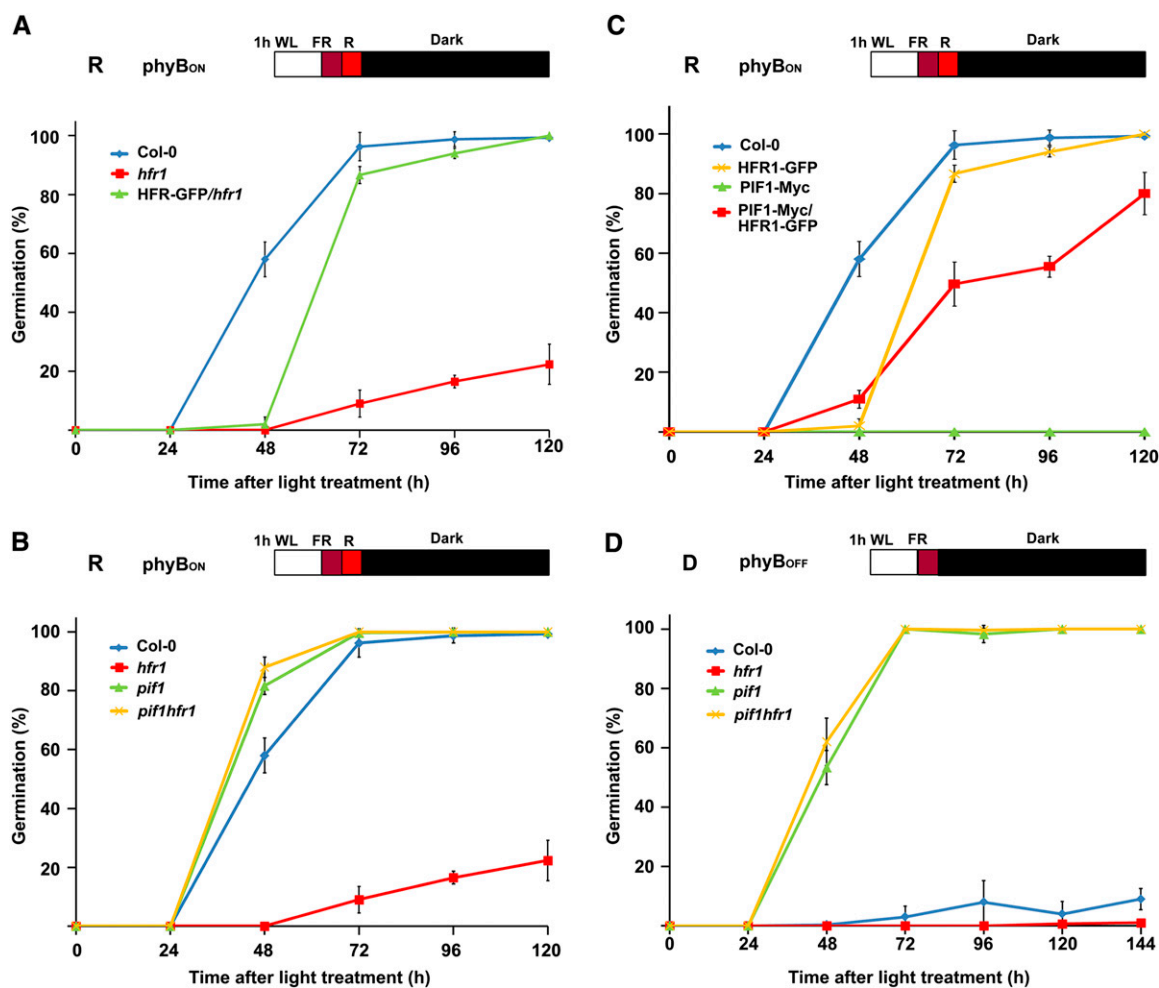 A
1h WL FR R Dark
R phyBON
Col-0
hfr1
HFR-GFP/hfr1
Germination (%)
100
80
60
40
20
0 24 48 72 96 120
Time after light treatment (h)
C
1h WL FR R Dark
R phyBON
Col-0
HFR1-GFP
PIF1-Myc
PIF1-Myc/
HFR1-GFP
Germination (%)
100
80
60
40
20
0 24 48 72 96 120
Time after light treatment (h)
B
1h WL FR R Dark
R phyBON
Col-0
hfr1
pif1
pif1hfr1
Germination (%)
100
80
60
40
20
0 24 48 72 96 120
Time after light treatment (h)
D
1h WL FR Dark
D phyBOFF
Col-0
hfr1
pif1
pif1hfr1
Germination (%)
100
80
60
40
20
0 24 48 72 96 120 144
Time after light treatment (h)